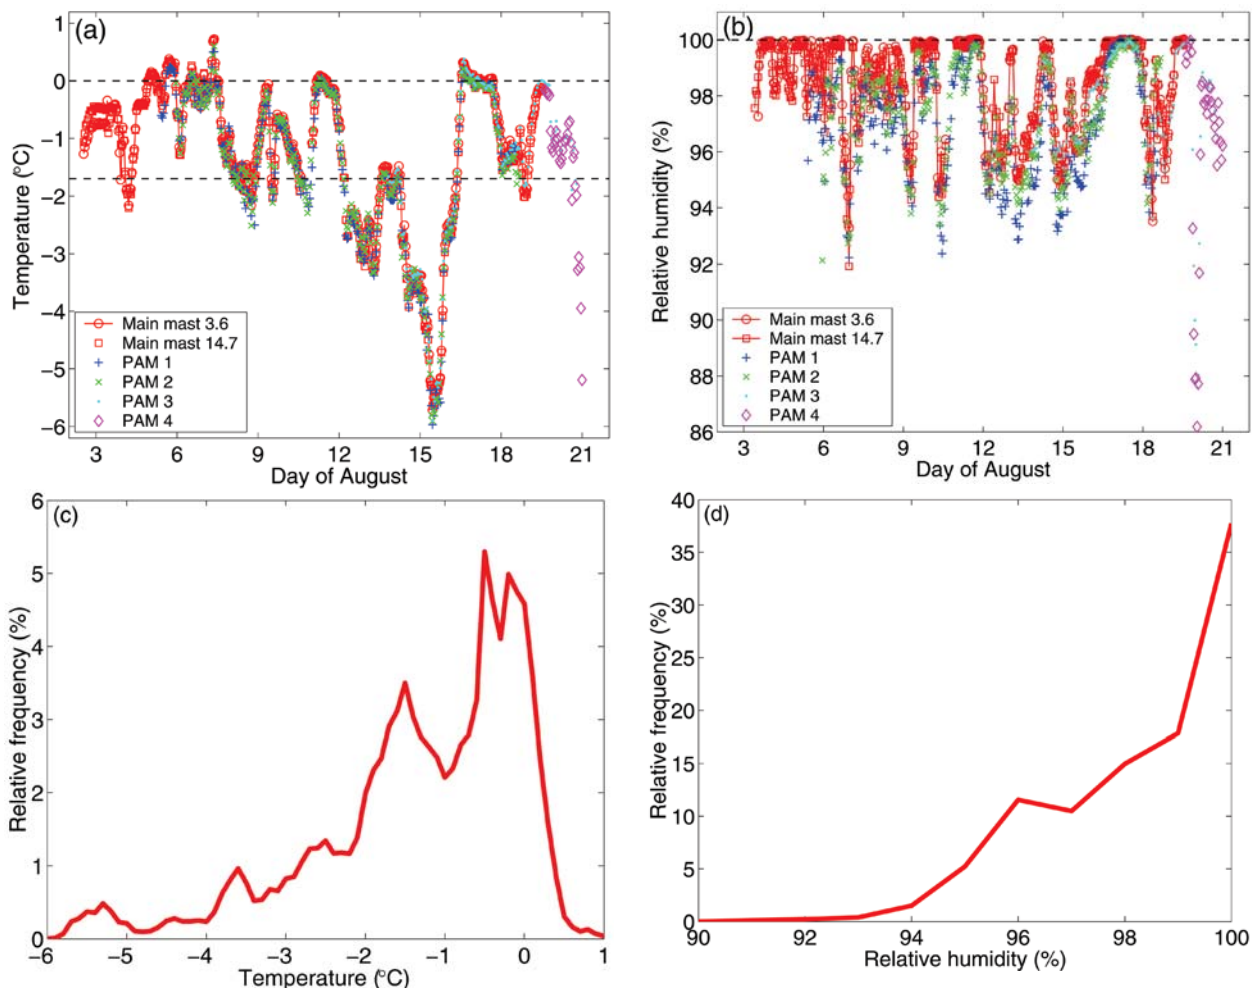 (a)
1
0
−1
−2
−3
−4
−5
−6
Temperature (°C)
Main mast 3.6
Main mast 14.7
PAM 1
PAM 2
PAM 3
PAM 4
3 6 9 12 15 18 21
Day of August
(b)
100
98
96
94
92
90
88
86
Relative humidity (%)
Main mast 3.6
Main mast 14.7
PAM 1
PAM 2
PAM 3
PAM 4
3 6 9 12 15 18 21
Day of August
(c)
6
5
4
3
2
1
0
Relative frequency (%)
−6 −5 −4 −3 −2 −1 0 1
Temperature (°C)
(d)
40
35
30
25
20
15
10
5
0
Relative frequency (%)
90 92 94 96 98 100
Relative humidity (%)